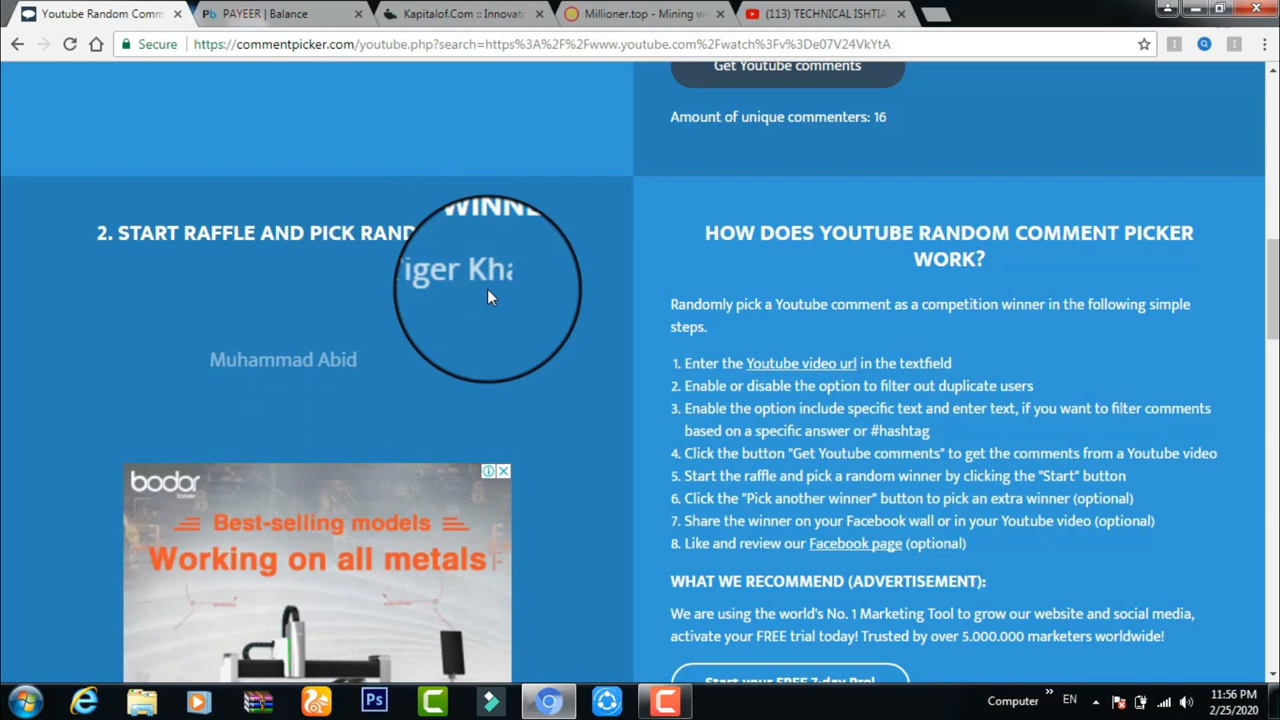 Youtube Random Comm
PAYEER | Balance
Kapitalof.Com :: Innovat
Millioner.top - Mining w
(113) TECHNICAL ISHTIA
Secure
https://commentpicker.com/youtube.php?search=https%3A%2F%2Fwww.youtube.com%2Fwatch%3Fv%3De07V24VkYtA
Get Youtube comments
Amount of unique commenters: 16
2. START RAFFLE AND PICK RAND
WINNE
Tiger Kha
Muhammad Abid
bodor
Best-selling models
Working on all metals
HOW DOES YOUTUBE RANDOM COMMENT PICKER
WORK?
Randomly pick a Youtube comment as a competition winner in the following simple
steps.
1. Enter the Youtube video url in the textfield
2. Enable or disable the option to filter out duplicate users
3. Enable the option include specific text and enter text, if you want to filter comments
based on a specific answer or #hashtag
4. Click the button "Get Youtube comments" to get the comments from a Youtube video
5. Start the raffle and pick a random winner by clicking the "Start" button
6. Click the "Pick another winner" button to pick an extra winner (optional)
7. Share the winner on your Facebook wall or in your Youtube video (optional)
8. Like and review our Facebook page (optional)
WHAT WE RECOMMEND (ADVERTISEMENT):
We are using the world's No. 1 Marketing Tool to grow our website and social media,
activate your FREE trial today! Trusted by over 5.000.000 marketers worldwide!
Start your FREE 7-day Pro!
Ps
Computer
EN
11:56 PM
2/25/2020